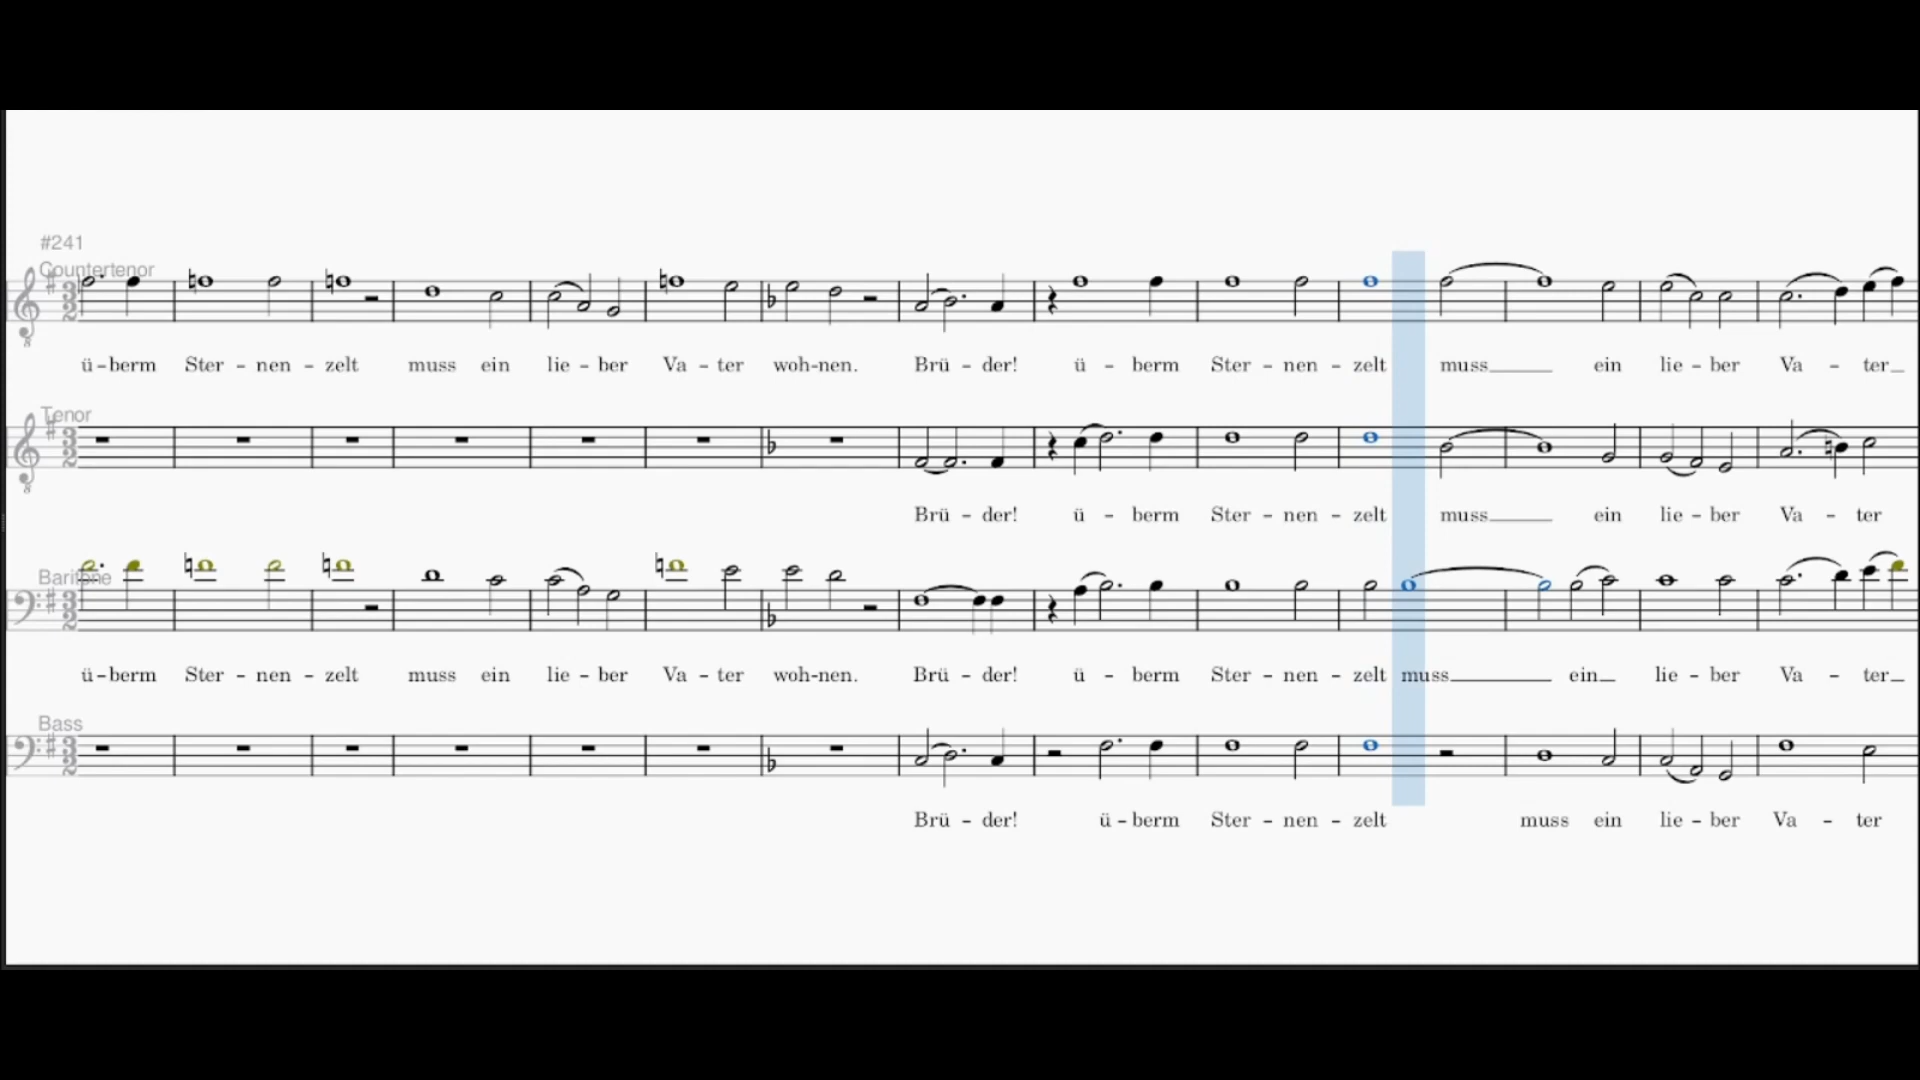 #241
Countertenor
ü-berm Ster - nen - zelt muss ein lie - ber Va - ter woh-nen. Brü - der! ü - berm Ster - nen - zelt muss ein lie - ber Va - ter
Tenor
Brü - der! ü - berm Ster - nen - zelt muss ein lie - ber Va - ter
Baritone
ü-berm Ster - nen - zelt muss ein lie - ber Va - ter woh-nen. Brü - der! ü - berm Ster - nen - zelt muss ein lie - ber Va - ter
Bass
Brü - der! ü - berm Ster - nen - zelt muss ein lie - ber Va - ter